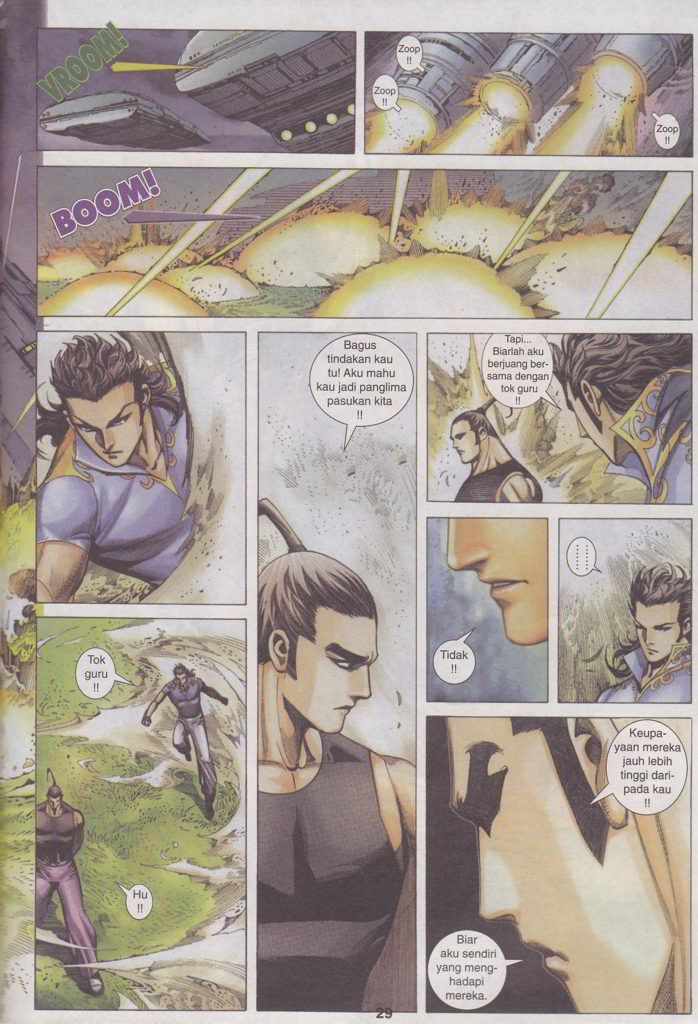 VROOM!
Zoop
!!
Zoop
!!
Zoop
!!
BOOM!
Tok
guru
!!
Hu
!!
Bagus
tindakan kau
tu! Aku mahu
kau jadi panglima
pasukan kita
!!
Tapi...
Biarlah aku
berjuang ber-
sama dengan
tok guru
!!
Tidak
!!
Keupa-
yaan mereka
jauh lebih
tinggi dari-
pada kau
!!
Biar
aku sendiri
yang meng-
hadapi
mereka.
29